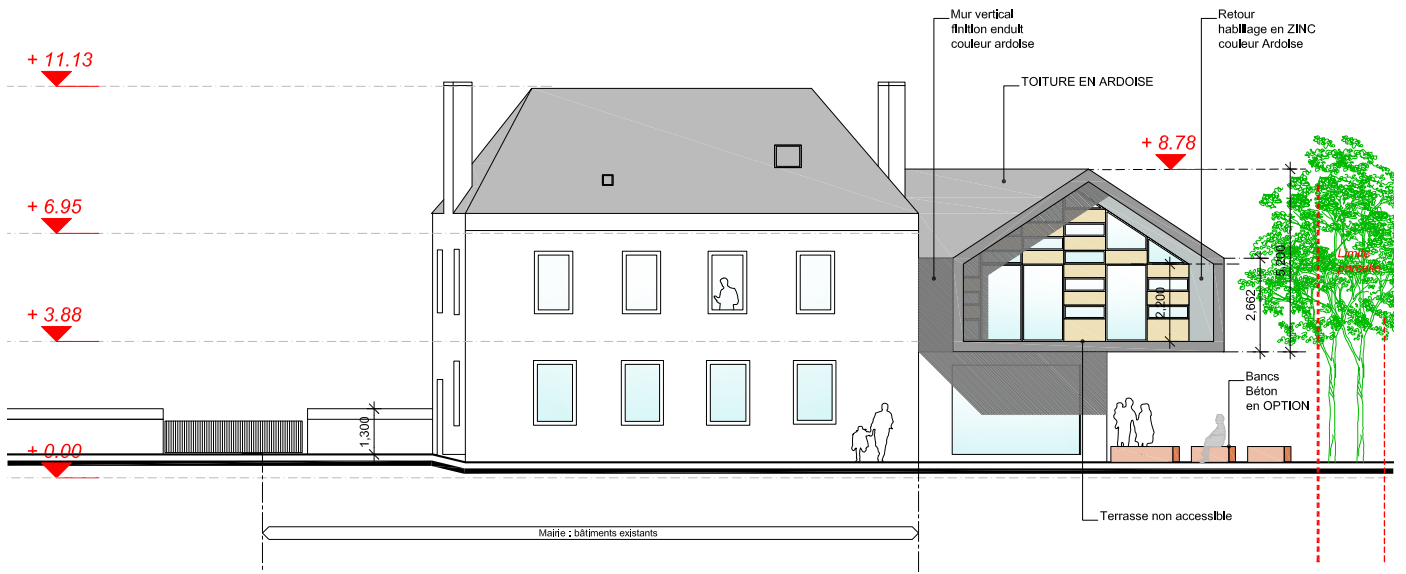 Mur vertical
finition enduit
couleur ardoise
Retour
habillage en ZINC
couleur Ardoise
+ 11.13
TOITURE EN ARDOISE
+ 8.78
+ 6.95
Limite
parcelle
5,200
2,662
2,200
+ 3.88
Bancs
Béton
en OPTION
1,300
+ 0.00
Terrasse non accessible
Mairie : bâtiments existants